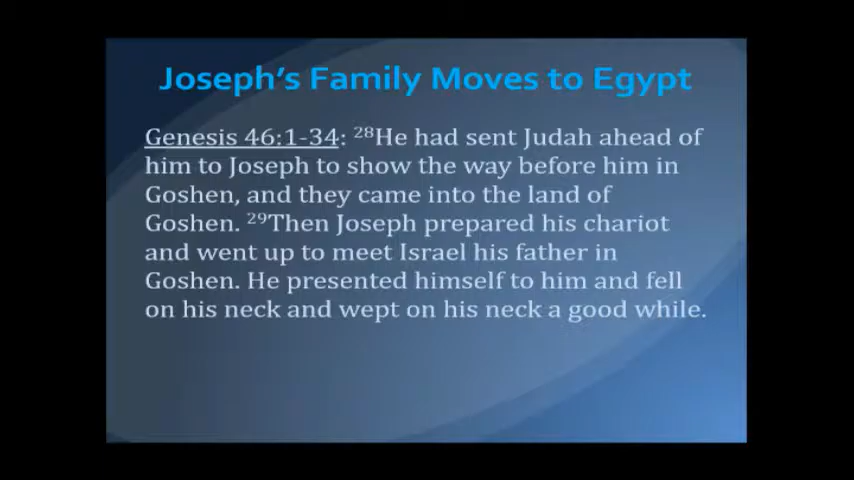 Joseph's Family Moves to Egypt
Genesis 46:1-34: ²⁸He had sent Judah ahead of
him to Joseph to show the way before him in
Goshen, and they came into the land of
Goshen. ²⁹Then Joseph prepared his chariot
and went up to meet Israel his father in
Goshen. He presented himself to him and fell
on his neck and wept on his neck a good while.